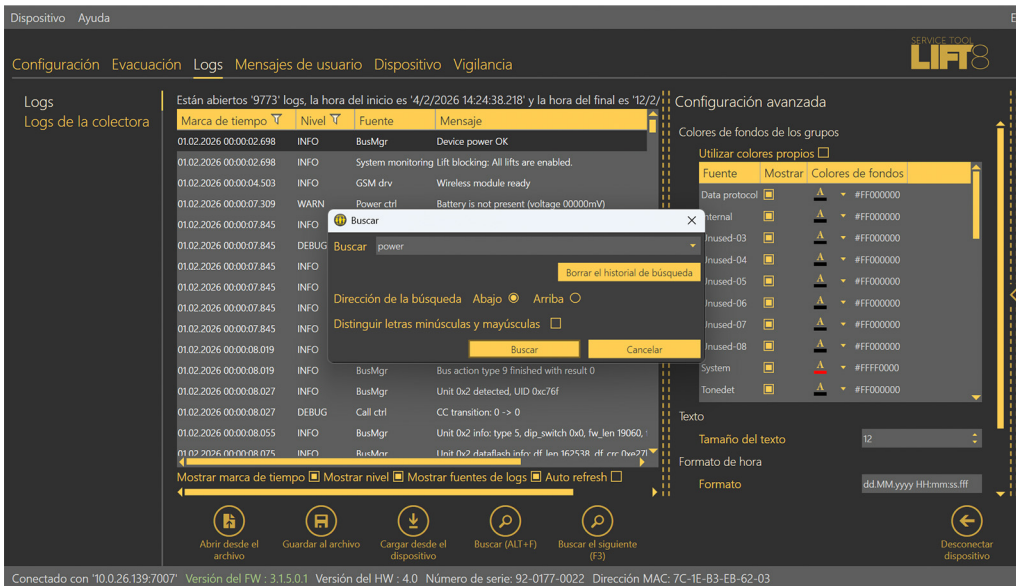 Dispositivo Ayuda
SERVICE TOOL
LIFT8
Configuración Evacuación Logs Mensajes de usuario Dispositivo Vigilancia
Logs
Logs de la colectora
Están abiertos '9773' logs, la hora del inicio es '4/2/2026 14:24:38.218' y la hora del final es '12/2/
Marca de tiempo Nivel Fuente Mensaje
01.02.2026 00:00:02.698 INFO BusMgr Device power OK
01.02.2026 00:00:02.698 INFO System monitoring Lift blocking: All lifts are enabled.
01.02.2026 00:00:04.503 INFO GSM drv Wireless module ready
01.02.2026 00:00:07.309 WARN Power ctrl Battery is not present (voltage 00000mV)
01.02.2026 00:00:07.845 INFO
01.02.2026 00:00:07.845 DEBUG
01.02.2026 00:00:07.845 INFO
01.02.2026 00:00:07.845 INFO
01.02.2026 00:00:07.845 INFO
01.02.2026 00:00:07.845 INFO
01.02.2026 00:00:08.019 INFO
01.02.2026 00:00:08.019 INFO BusMgr Bus action type 9 finished with result 0
01.02.2026 00:00:08.027 INFO BusMgr Unit 0x2 detected, UID 0xc76f
01.02.2026 00:00:08.027 DEBUG Call ctrl CC transition: 0 -> 0
01.02.2026 00:00:08.055 INFO BusMgr Unit 0x2 info: type 5, dip_switch 0x0, fw_len 19060,
01.02.2026 00:00:08.075 INFO BusMgr Unit 0x2 dataflash info: df_len 162538, df_crc 0xe27
Mostrar marca de tiempo Mostrar nivel Mostrar fuentes de logs Auto refresh
Buscar
Buscar power
Borrar el historial de búsqueda
Dirección de la búsqueda Abajo Arriba
Distinguir letras minúsculas y mayúsculas
Buscar Cancelar
Configuración avanzada
Colores de fondos de los grupos
Utilizar colores propios
Fuente Mostrar Colores de fondos
Data protocol A #FF000000
nternal A #FF000000
Unused-03 A #FF000000
Unused-04 A #FF000000
Unused-05 A #FF000000
Unused-06 A #FF000000
Unused-07 A #FF000000
Unused-08 A #FF000000
System A #FFFF0000
Tonedet A #FF000000
Texto
Tamaño del texto 12
Formato de hora
Formato dd.MM.yyyy HH:mm:ss.fff
Abrir desde el archivo
Guardar al archivo
Cargar desde el dispositivo
Buscar (ALT+F)
Buscar el siguiente (F3)
Desconectar dispositivo
Conectado con '10.0.26.139:7007' Versión del FW : 3.1.5.0.1 Versión del HW : 4.0 Número de serie: 92-0177-0022 Dirección MAC: 7C-1E-B3-EB-62-03